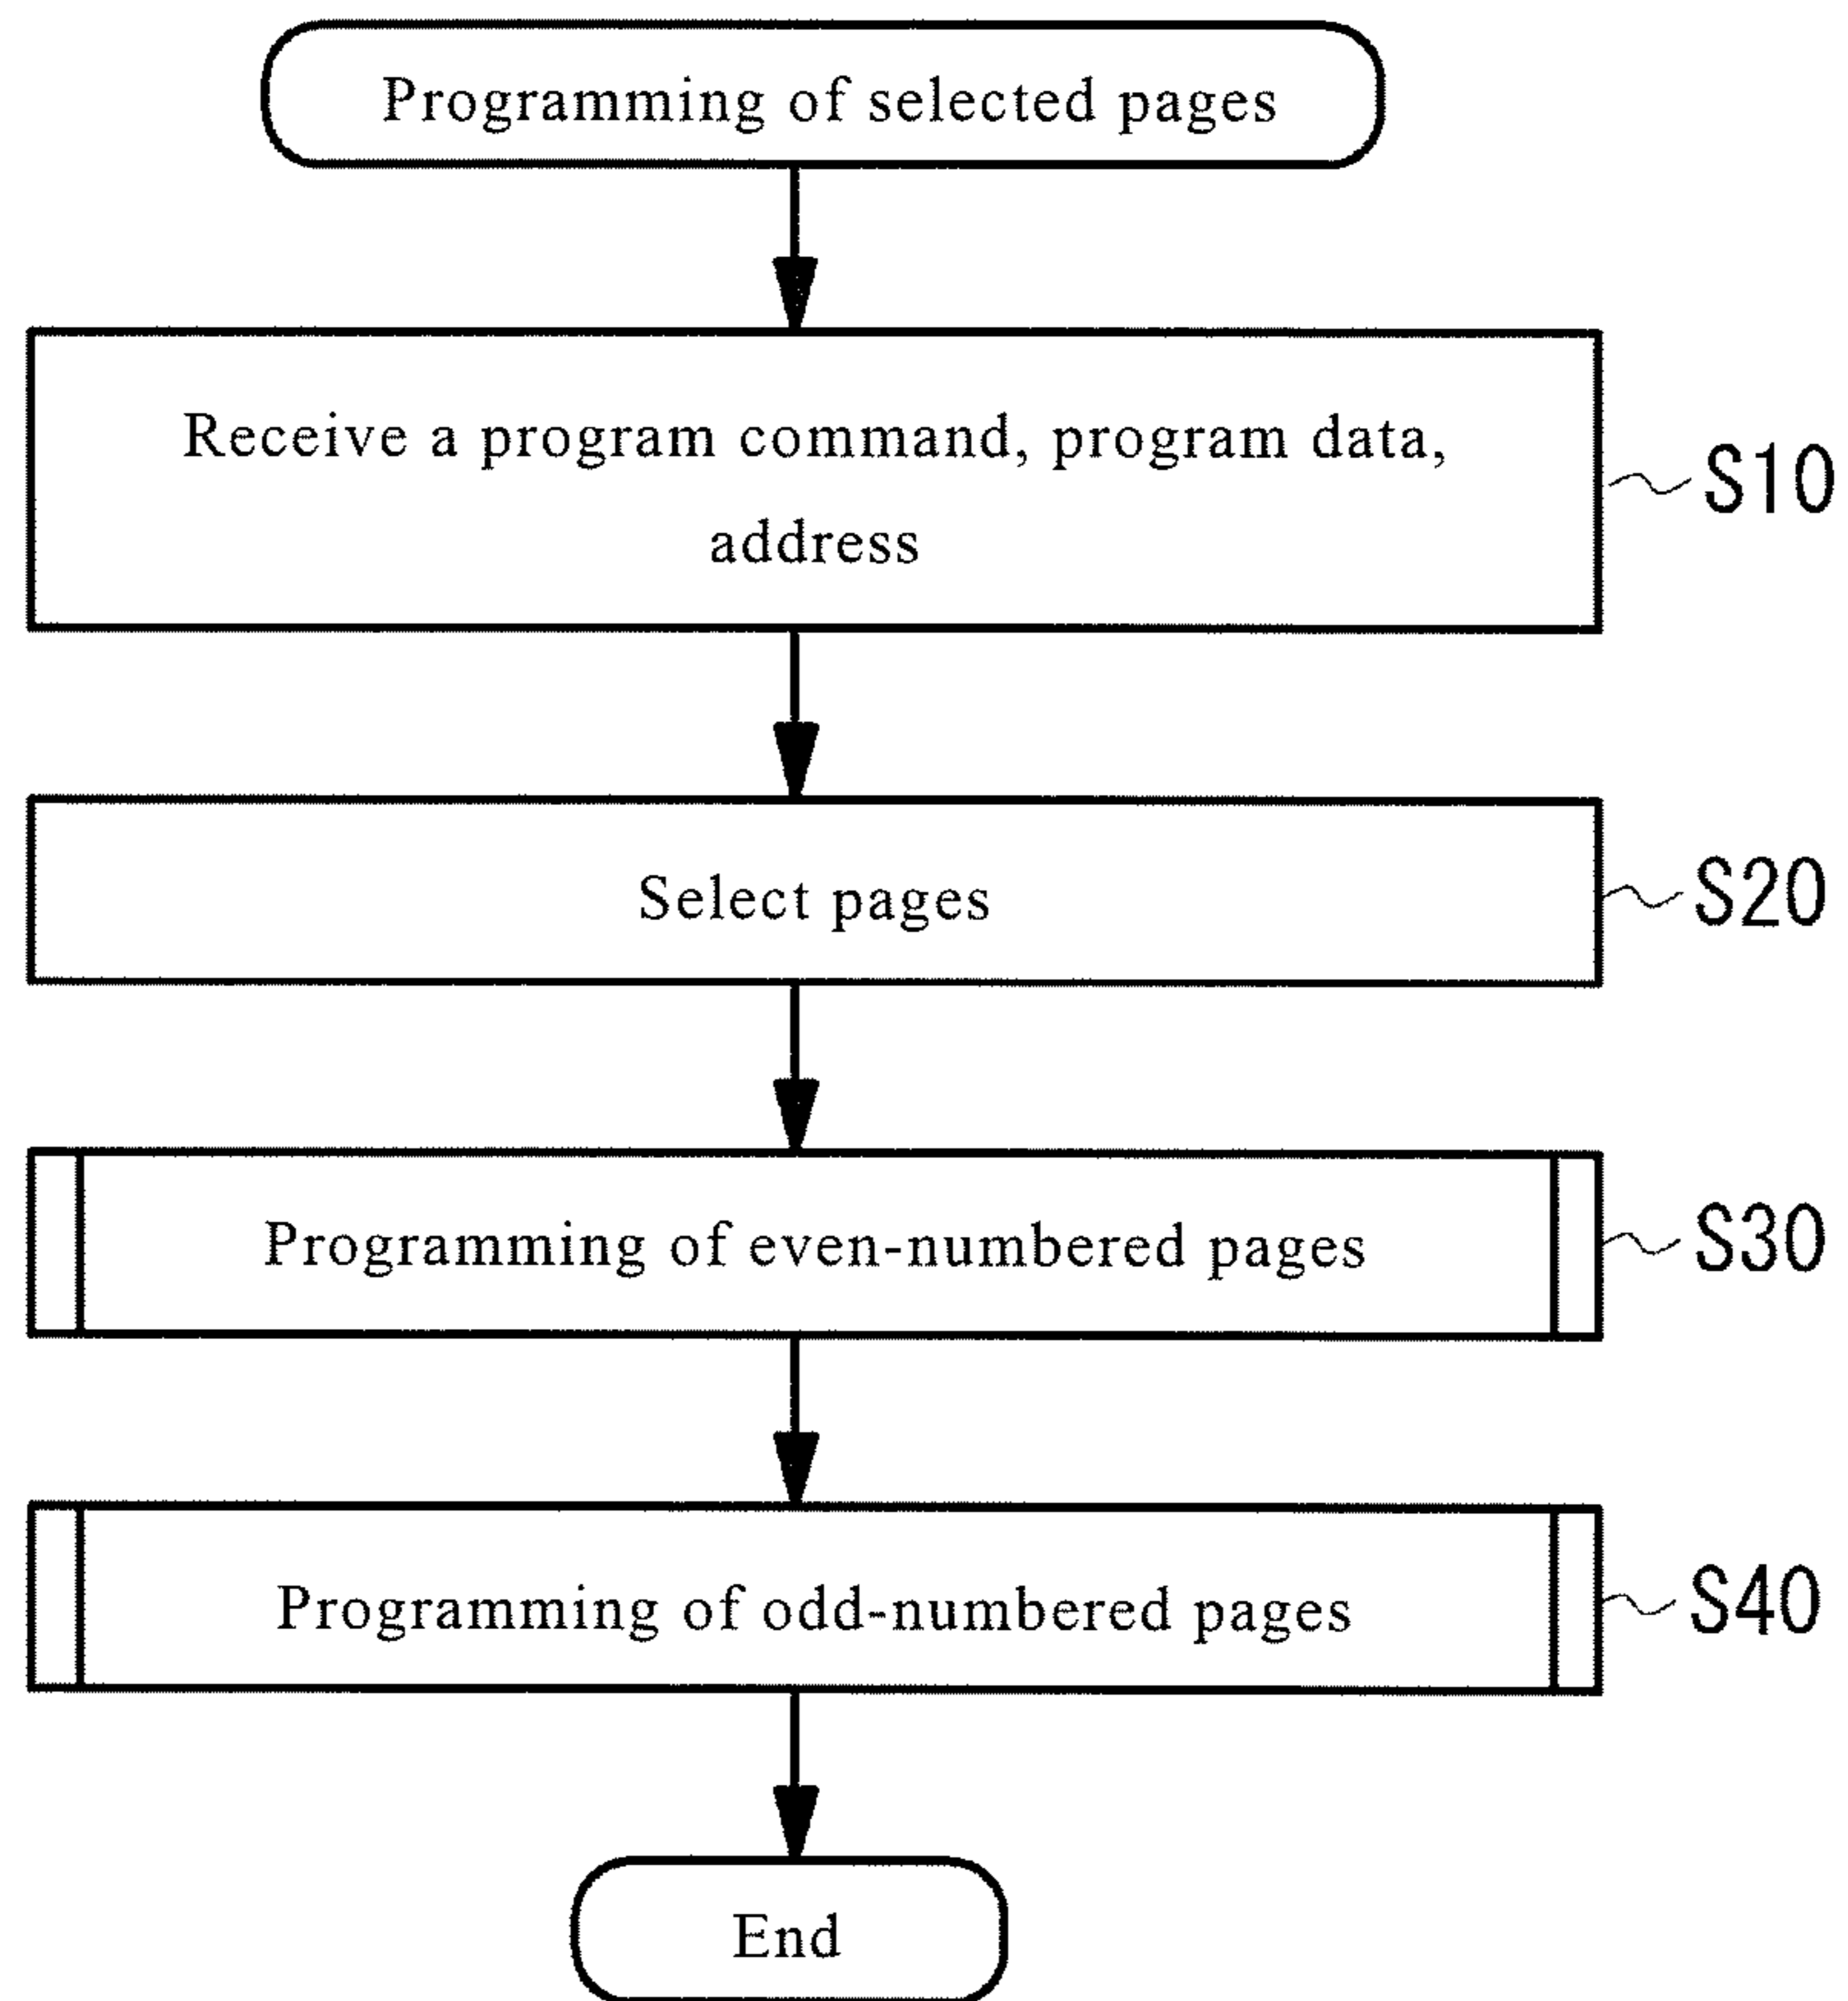 Programming of selected pages
Receive a program command, program data,
address
S10
Select pages
S20
Programming of even-numbered pages
S30
Programming of odd-numbered pages
S40
End